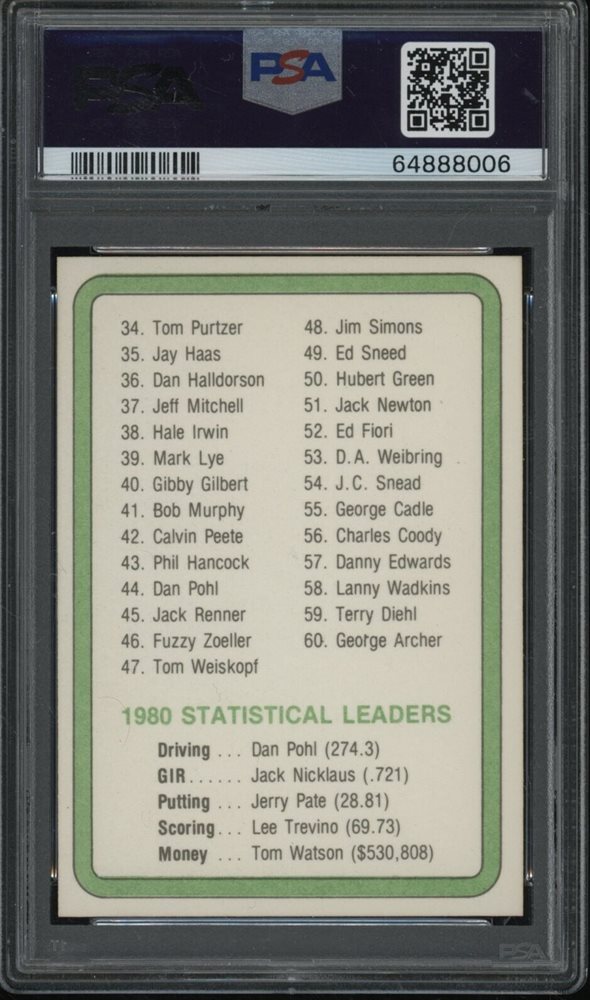 PSA
PSA
64888006
34. Tom Purtzer
35. Jay Haas
36. Dan Halldorson
37. Jeff Mitchell
38. Hale Irwin
39. Mark Lye
40. Gibby Gilbert
41. Bob Murphy
42. Calvin Peete
43. Phil Hancock
44. Dan Pohl
45. Jack Renner
46. Fuzzy Zoeller
47. Tom Weiskopf
48. Jim Simons
49. Ed Sneed
50. Hubert Green
51. Jack Newton
52. Ed Fiori
53. D.A. Weibring
54. J.C. Snead
55. George Cadle
56. Charles Coody
57. Danny Edwards
58. Lanny Wadkins
59. Terry Diehl
60. George Archer
1980 STATISTICAL LEADERS
Driving ... Dan Pohl (274.3)
GIR...... Jack Nicklaus (.721)
Putting ... Jerry Pate (28.81)
Scoring... Lee Trevino (69.73)
Money ... Tom Watson ($530,808)
PSA